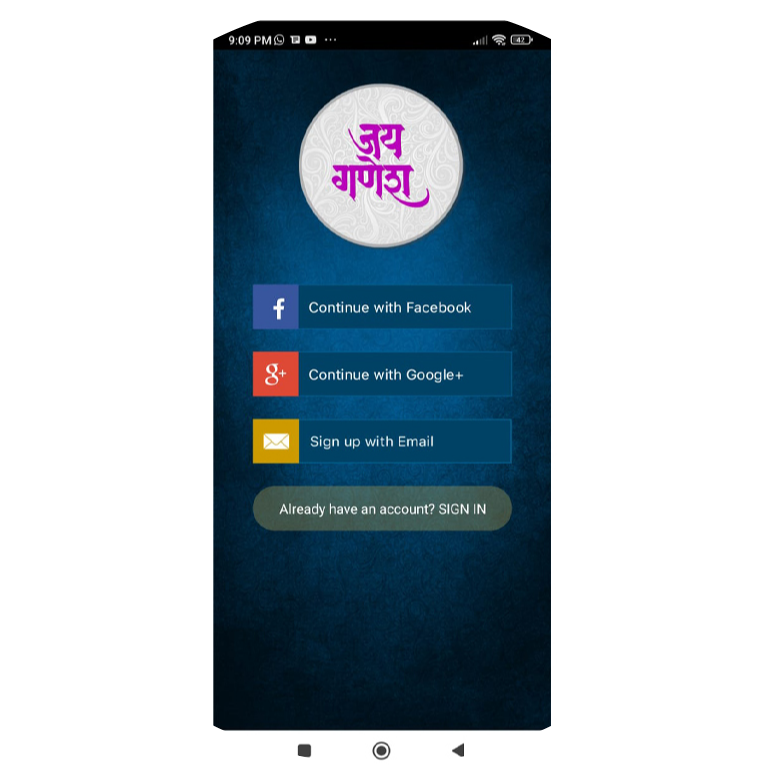 9:09 PM
42
जय
गणेश
f
Continue with Facebook
g+
Continue with Google+
Sign up with Email
Already have an account? SIGN IN